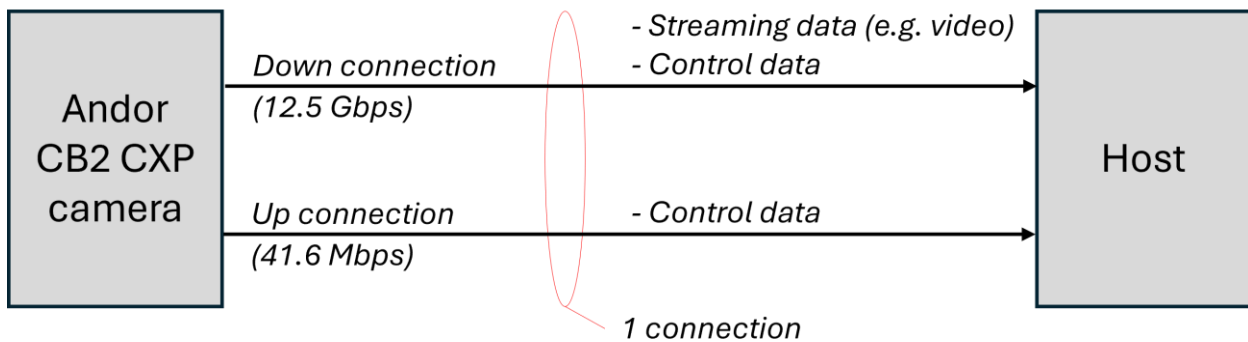 Andor
CB2 CXP
camera
Down connection
(12.5 Gbps)
- Streaming data (e.g. video)
- Control data
Host
Up connection
(41.6 Mbps)
- Control data
1 connection